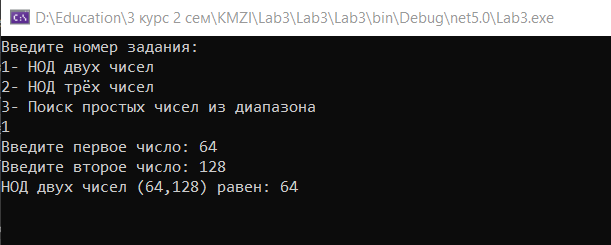 D:\Education\3 курс 2 сем\KMZI\Lab3\Lab3\Lab3\bin\Debug\net5.0\Lab3.exe
Введите номер задания:
1- НОД двух чисел
2- НОД трёх чисел
3- Поиск простых чисел из диапазона
1
Введите первое число: 64
Введите второе число: 128
НОД двух чисел (64,128) равен: 64